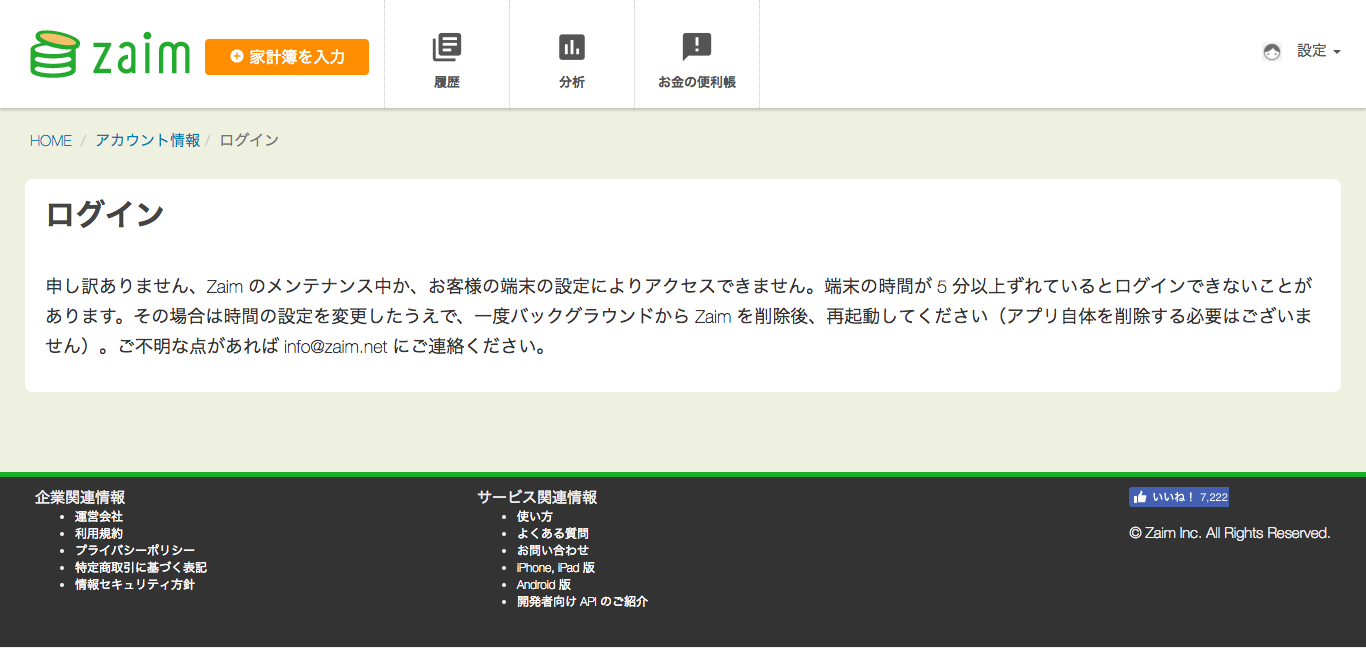 zaim
家計簿を入力
履歴
分析
お金の便利帳
設定
HOME / アカウント情報 / ログイン
ログイン
申し訳ありません、Zaim のメンテナンス中か、お客様の端末の設定によりアクセスできません。端末の時間が 5 分以上ずれているとログインできないことが
あります。その場合は時間の設定を変更したうえで、一度バックグラウンドから Zaim を削除後、再起動してください（アプリ自体を削除する必要はございま
せん）。ご不明な点があれば info@zaim.net にご連絡ください。
企業関連情報
運営会社
利用規約
プライバシーポリシー
特定商取引に基づく表記
情報セキュリティ方針
サービス関連情報
使い方
よくある質問
お問い合わせ
iPhone, iPad 版
Android 版
開発者向け API のご紹介
いいね！ 7,222
© Zaim Inc. All Rights Reserved.